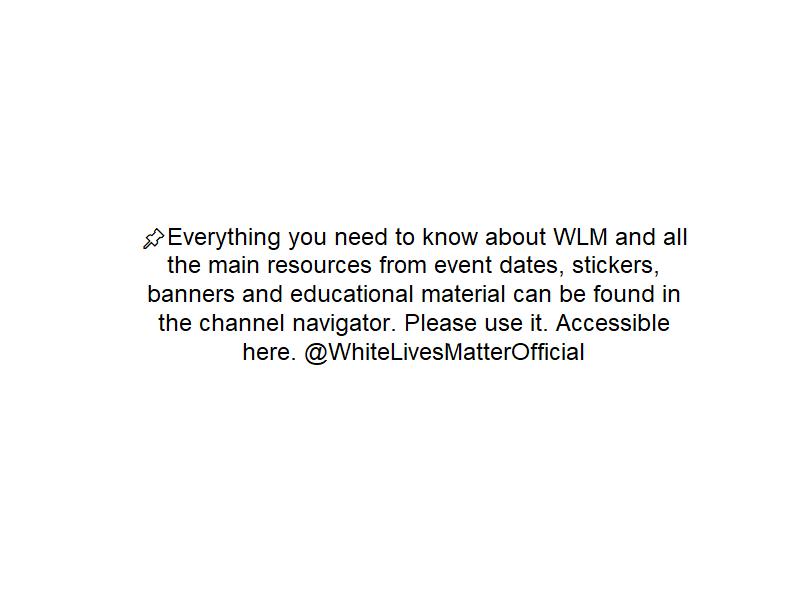 📌Everything you need to know about WLM and all
the main resources from event dates, stickers,
banners and educational material can be found in
the channel navigator. Please use it. Accessible
here. @WhiteLivesMatterOfficial